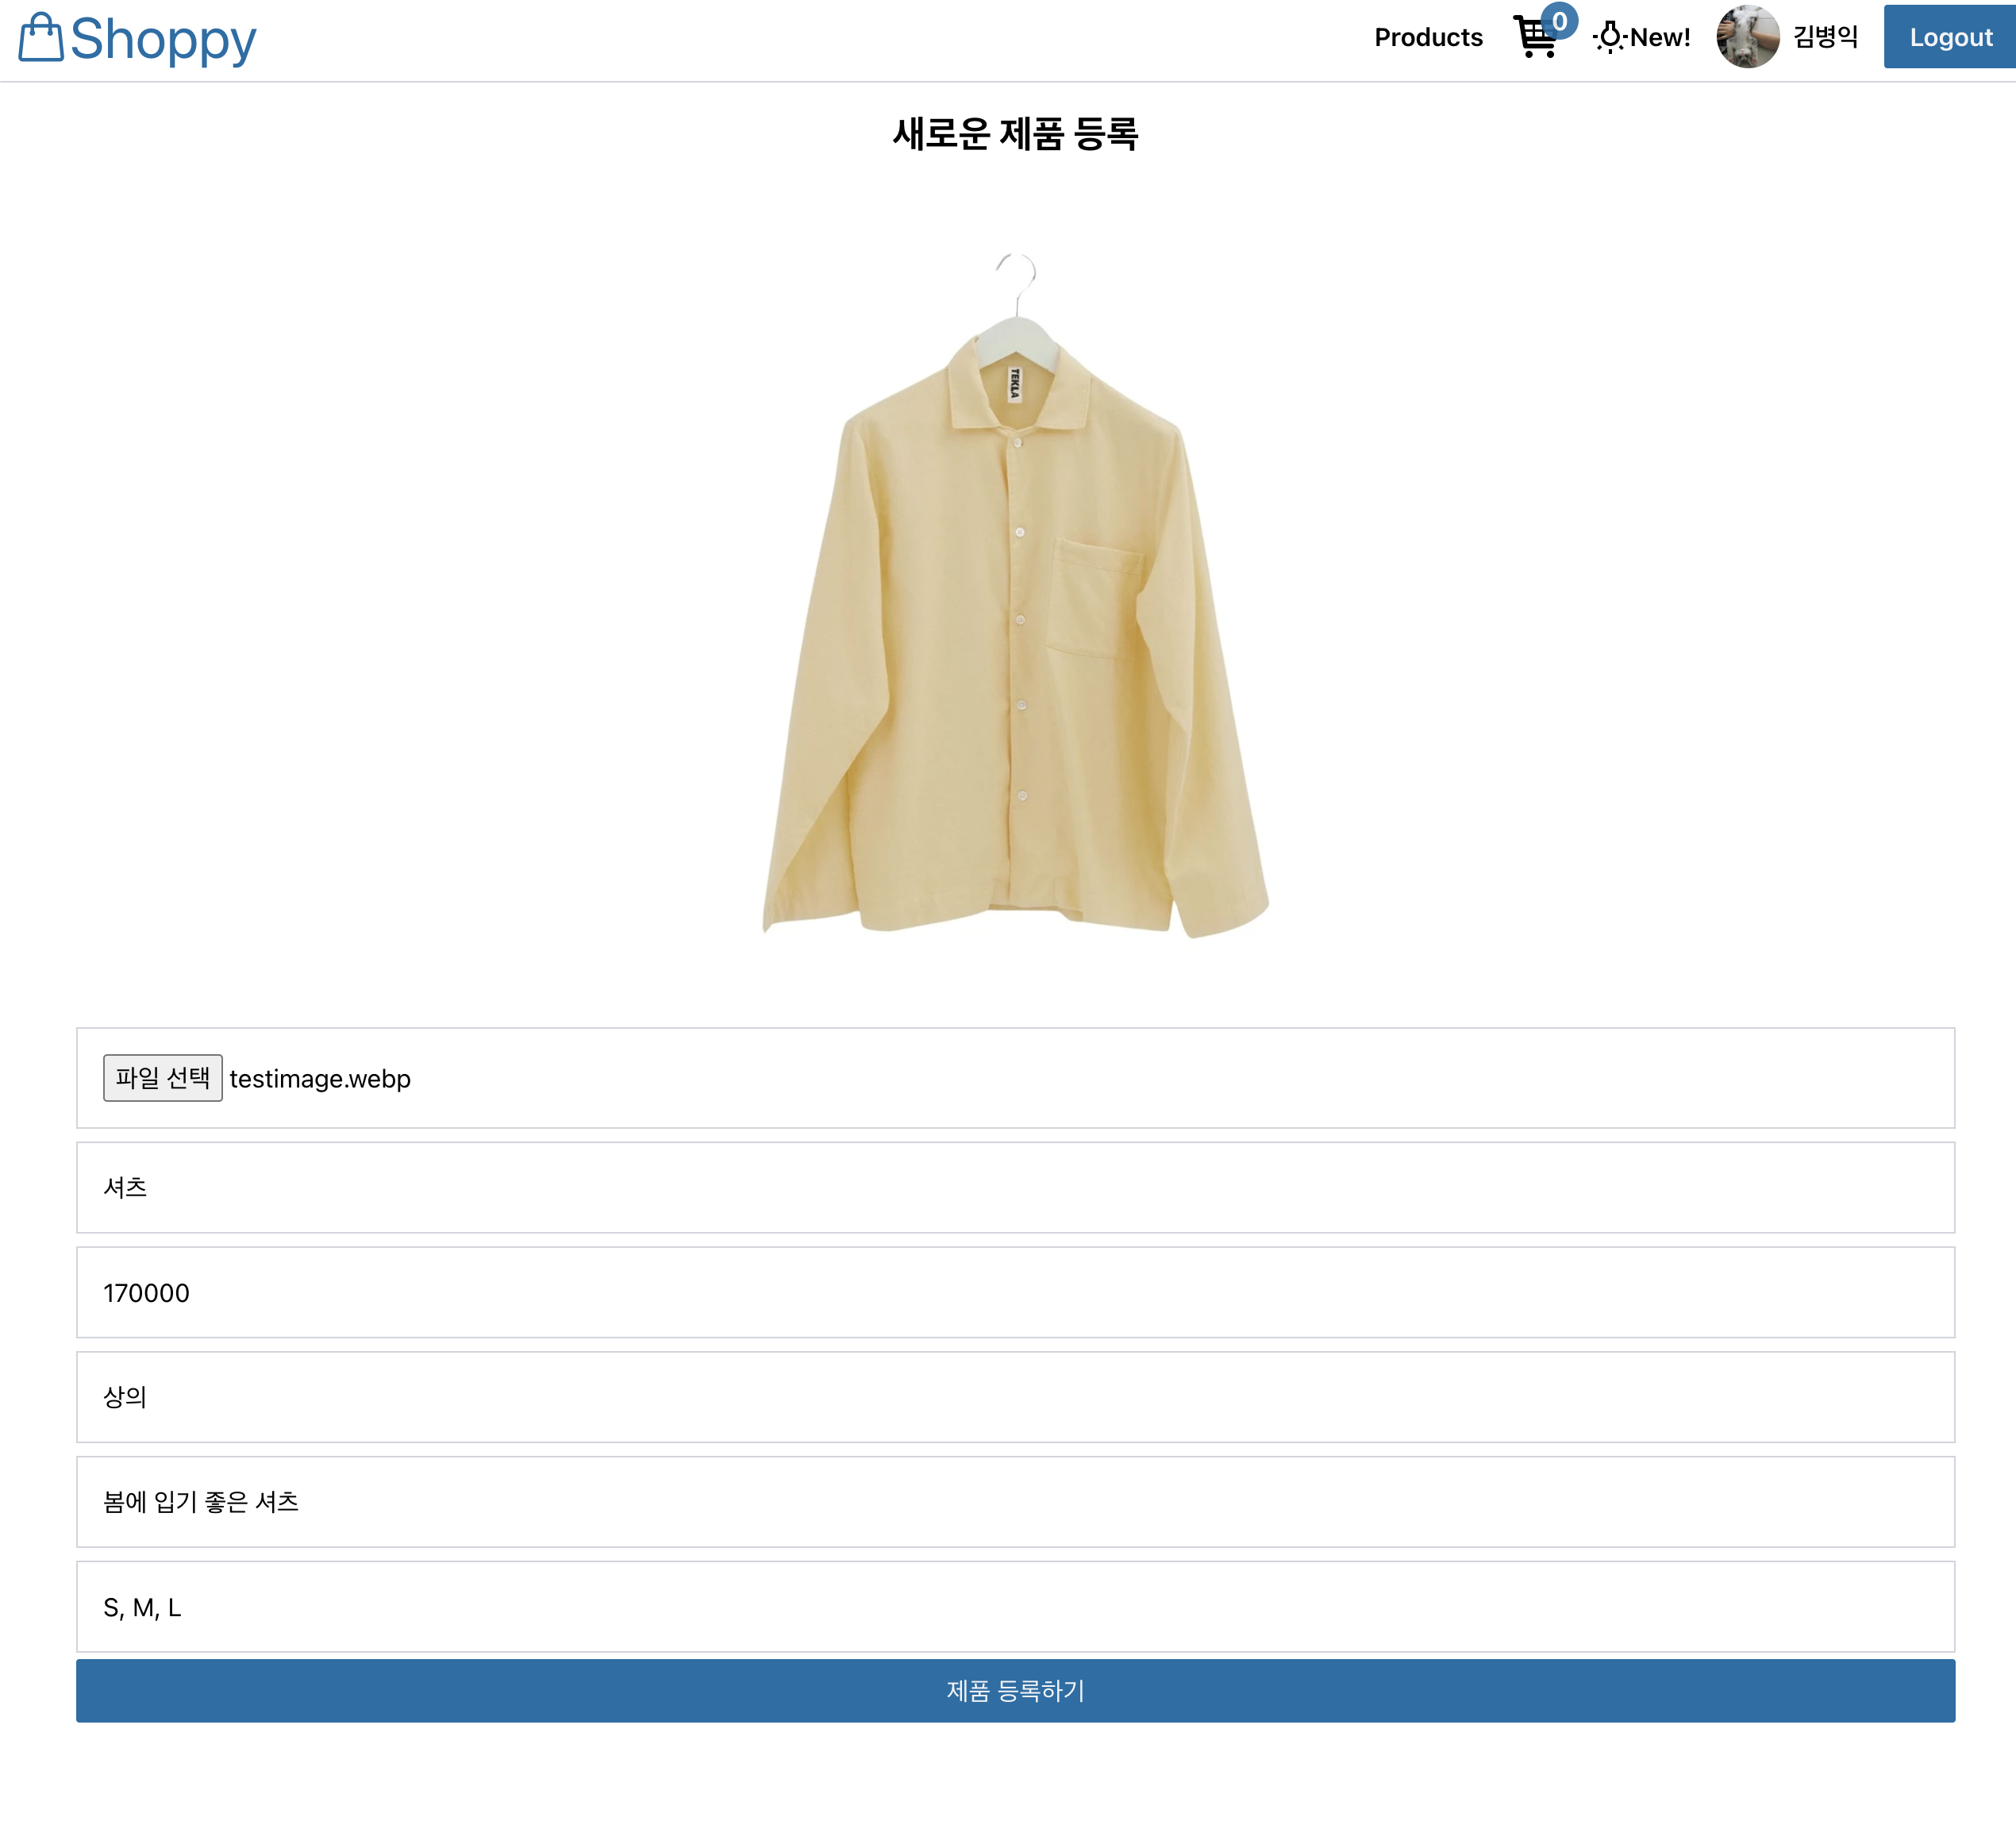 Shoppy
Products
0
New!
김병익
Logout
새로운 제품 등록
TEKLA
파일 선택 testimage.webp
셔츠
170000
상의
봄에 입기 좋은 셔츠
S, M, L
제품 등록하기